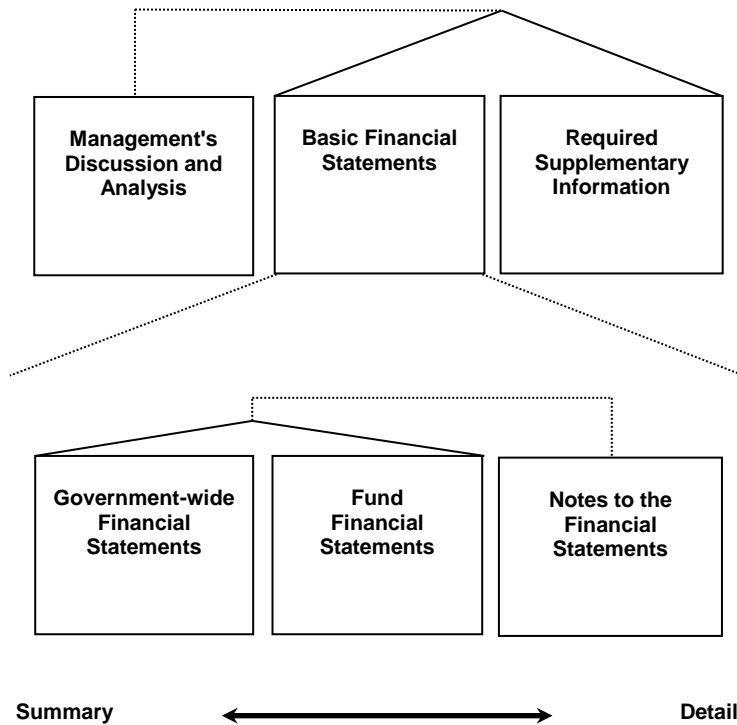 Management's
Discussion and
Analysis
Basic Financial
Statements
Required
Supplementary
Information
Government-wide
Financial
Statements
Fund
Financial
Statements
Notes to the
Financial
Statements
Summary
Detail